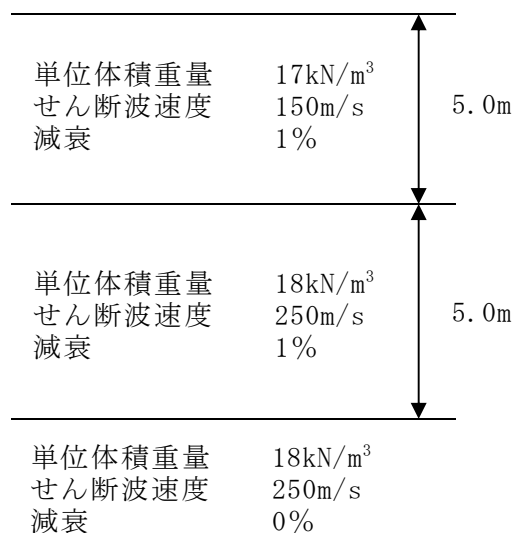 単位体積重量 17kN/m³
せん断波速度 150m/s 5.0m
減衰 1%
単位体積重量 18kN/m³
せん断波速度 250m/s 5.0m
減衰 1%
単位体積重量 18kN/m³
せん断波速度 250m/s
減衰 0%